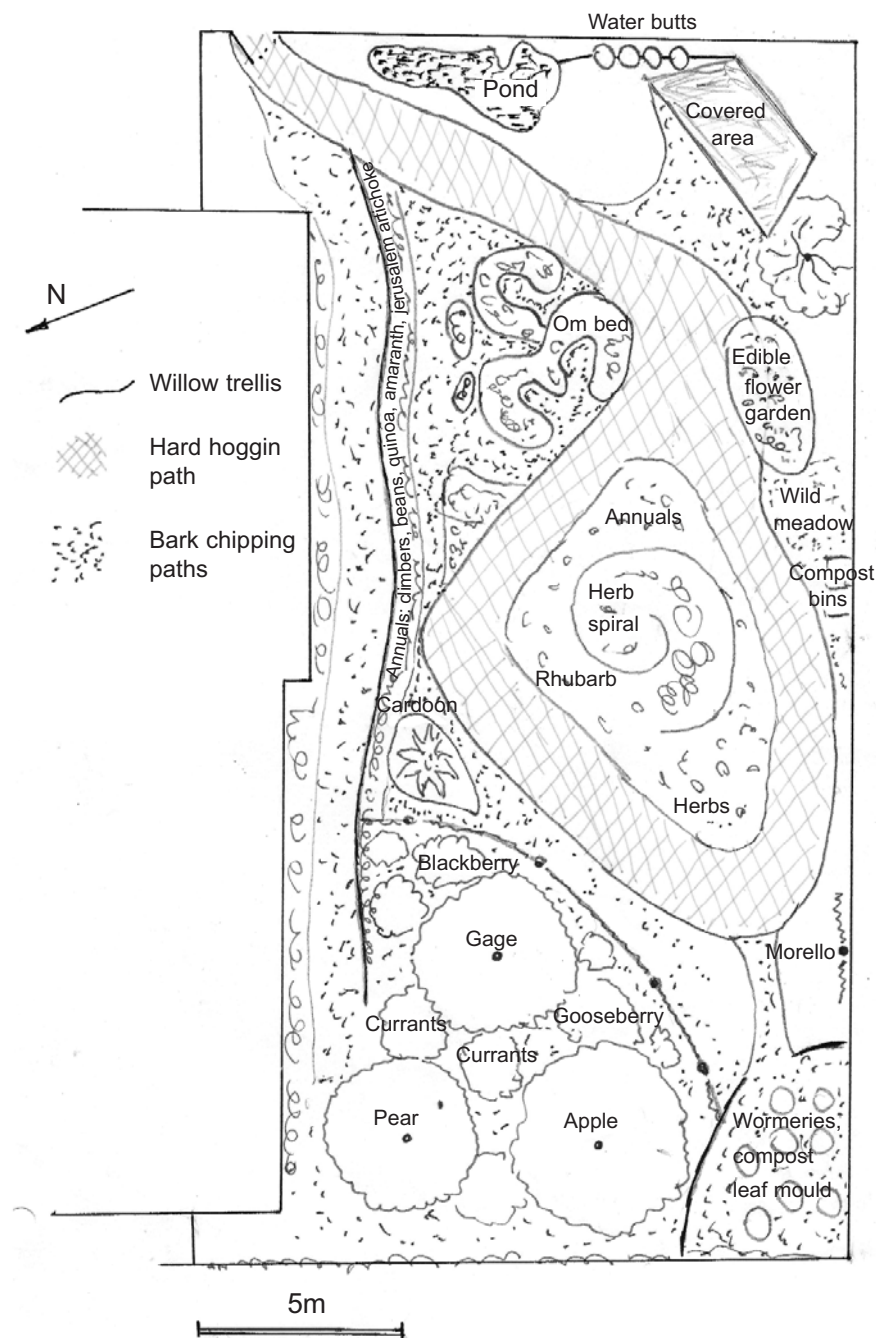 Water butts
Pond
Covered
area
Annuals; dimbers, beans, quinoa, amaranth, jerusalem artichoke
N
Om bed
Willow trellis
Edible
flower
garden
Hard hoggin
path
Wild
meadow
Annuals
Bark chipping
paths
Compost
bins
Herb
spiral
Rhubarb
Cardoon
Herbs
Blackberry
Gage
Morello
Currants
Gooseberry
Currants
Pear
Apple
Wormeries,
compost
leaf mould
5m